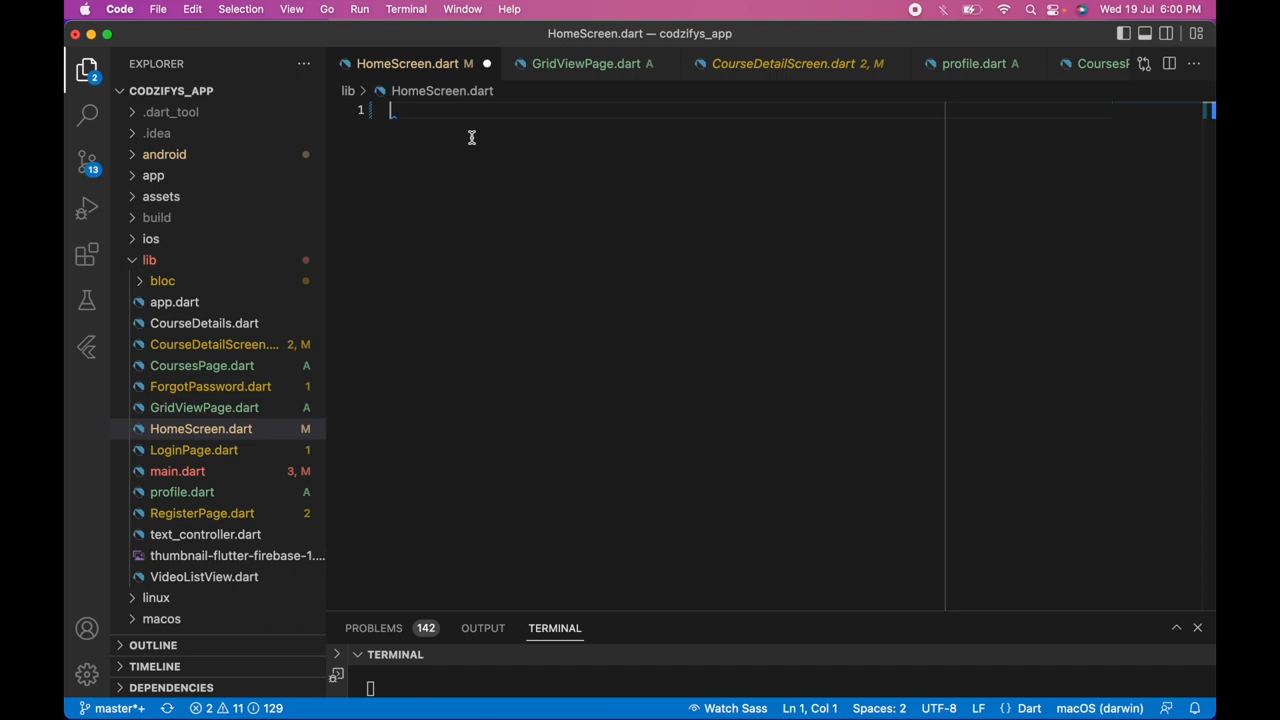 Code File Edit Selection View Go Run Terminal Window Help Wed 19 Jul 6:00 PM
HomeScreen.dart — codzifys_app
EXPLORER
HomeScreen.dart M
GridViewPage.dart A
CourseDetailScreen.dart 2, M
profile.dart A
CoursesP
CODZIFYS_APP
lib > HomeScreen.dart
1
.dart_tool
.idea
android
app
assets
build
ios
lib
bloc
app.dart
CourseDetails.dart
CourseDetailScreen.... 2, M
CoursesPage.dart A
ForgotPassword.dart 1
GridViewPage.dart A
HomeScreen.dart M
LoginPage.dart 1
main.dart 3, M
profile.dart A
RegisterPage.dart 2
text_controller.dart
thumbnail-flutter-firebase-1....
VideoListView.dart
linux
macos
OUTLINE
TIMELINE
DEPENDENCIES
2
13
PROBLEMS 142 OUTPUT TERMINAL
TERMINAL
master*+ 2 11 129 Watch Sass Ln 1, Col 1 Spaces: 2 UTF-8 LF {} Dart macOS (darwin)